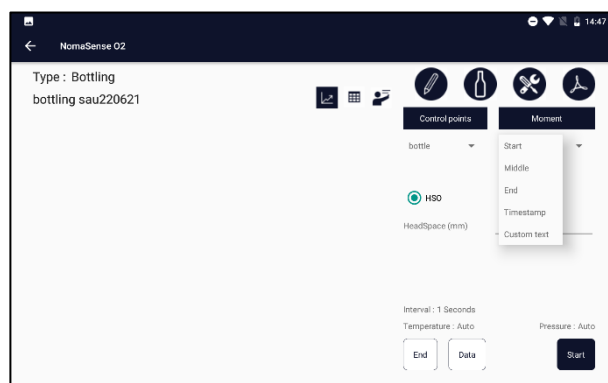 14:47
NomaSense O2
Type : Bottling
bottling sau220621
Control points
Moment
bottle
Start
Middle
End
Timestamp
Custom text
HS0
HeadSpace (mm)
Interval : 1 Seconds
Temperature : Auto
Pressure : Auto
End
Data
Start